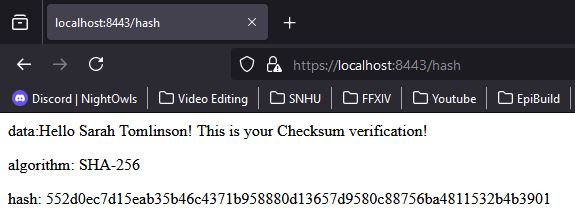 localhost:8443/hash
https://localhost:8443/hash
Discord | NightOwls Video Editing SNHU FFXIV Youtube EpiBuild
data:Hello Sarah Tomlinson! This is your Checksum verification!
algorithm: SHA-256
hash: 552d0ec7d15eab35b46c4371b958880d13657d9580c88756ba4811532b4b3901